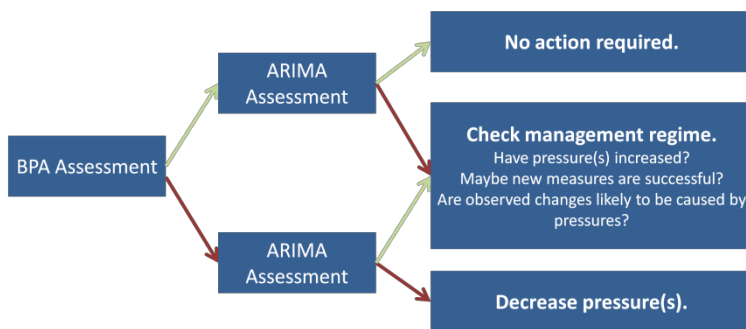 No action required.
ARIMA
Assessment
Check management regime.
Have pressure(s) increased?
Maybe new measures are successful?
Are observed changes likely to be caused by
pressures?
BPA Assessment
ARIMA
Assessment
Decrease pressure(s).